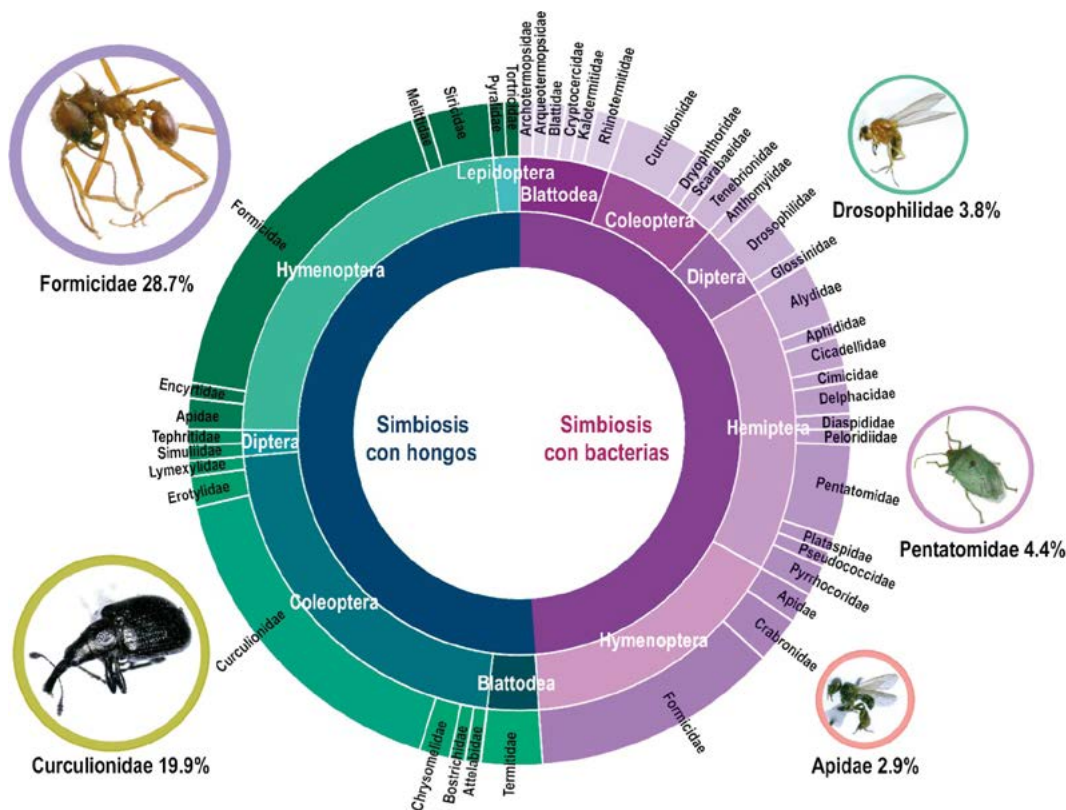 Simbiosis
con hongos
Simbiosis
con bacterias
Lepidoptera
Hymenoptera
Diptera
Coleoptera
Blattodea
Blattodea
Coleoptera
Diptera
Hemiptera
Hymenoptera
Tortricidae
Pyralidae
Siricidae
Melittidae
Formicidae
Encyrtidae
Apidae
Tephritidae
Simuliidae
Lymexylidae
Erotylidae
Curculionidae
Chrysomelidae
Bostrichidae
Attelabidae
Termitidae
Archotermopsidae
Arqueotermopsidae
Blattidae
Cryptocercidae
Kalotermitidae
Rhinotermitidae
Curculionidae
Dryophthoridae
Scarabaeidae
Tenebrionidae
Anthomyiidae
Drosophilidae
Glossinidae
Alydidae
Aphididae
Cicadellidae
Cimicidae
Delphacidae
Diaspididae
Peloridiidae
Pentatomidae
Plataspidae
Pseudococcidae
Pyrrhocoridae
Apidae
Crabronidae
Formicidae
Formicidae 28.7%
Curculionidae 19.9%
Drosophilidae 3.8%
Pentatomidae 4.4%
Apidae 2.9%